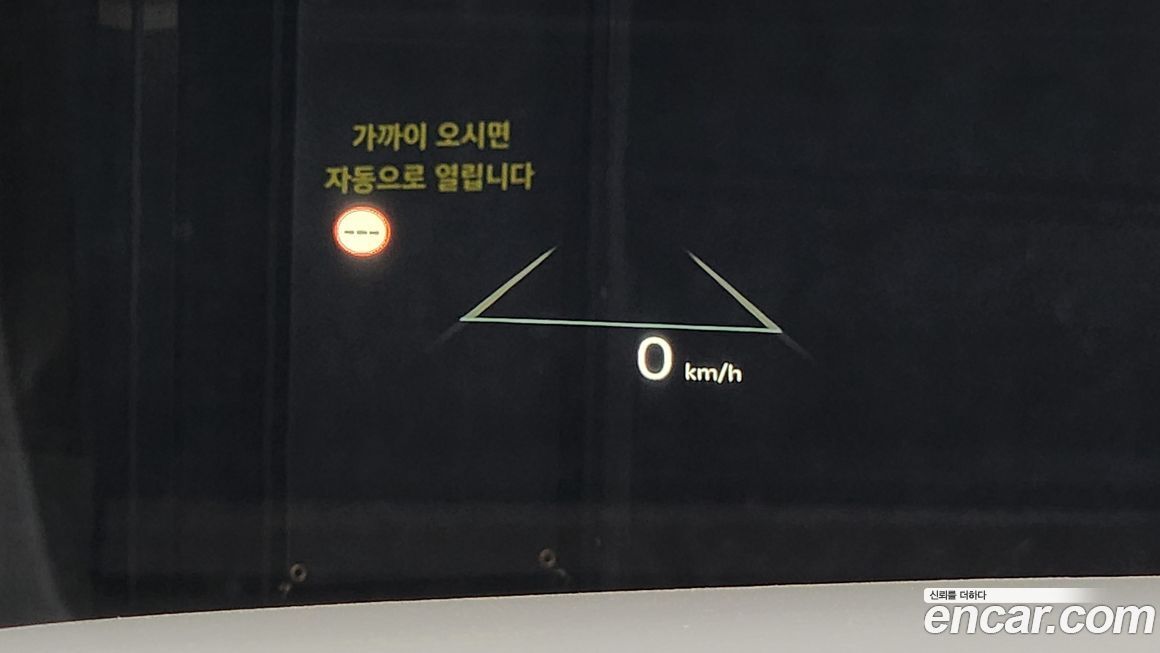 가까이 오시면
자동으로 열립니다
---
0 km/h
신뢰를 더하다
encar.com